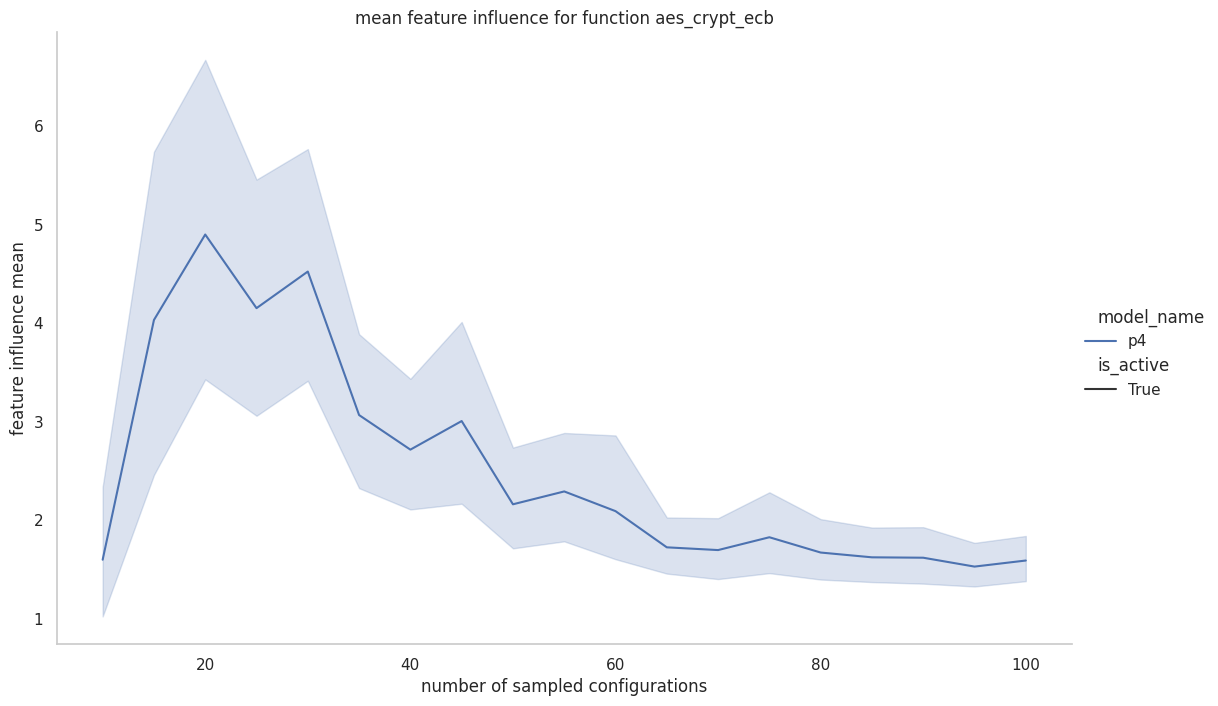 mean feature influence for function aes_crypt_ecb
feature influence mean
6
5
4
3
2
1
20
40
60
80
100
number of sampled configurations
model_name
p4
is_active
True